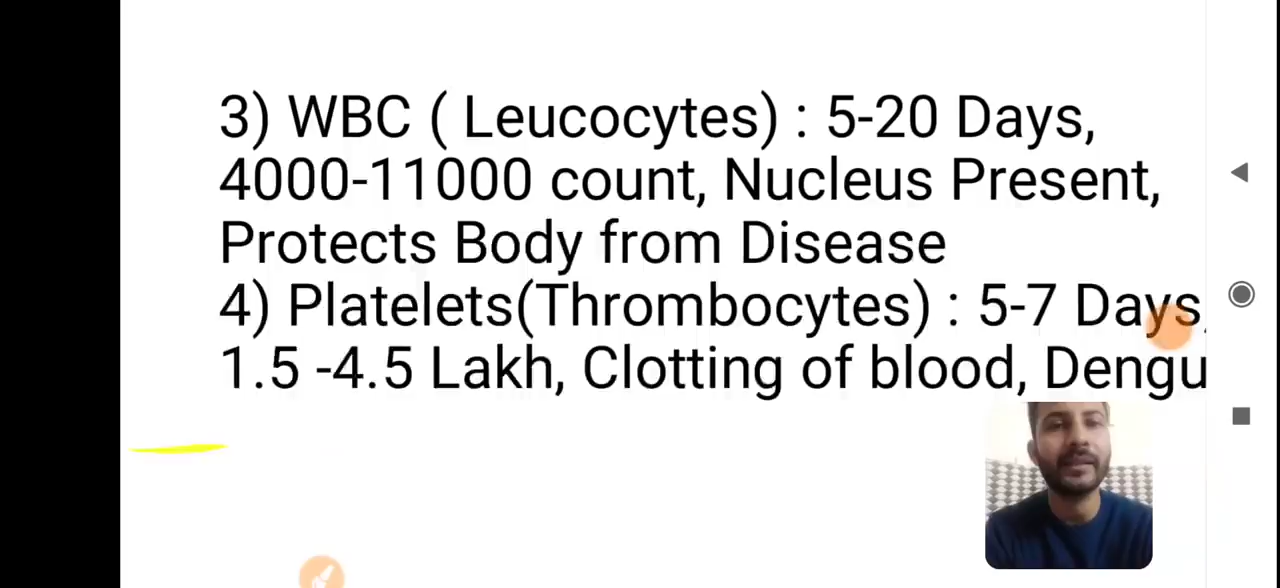 3) WBC ( Leucocytes) : 5-20 Days,
4000-11000 count, Nucleus Present,
Protects Body from Disease
4) Platelets(Thrombocytes) : 5-7 Days,
1.5 -4.5 Lakh, Clotting of blood, Dengu